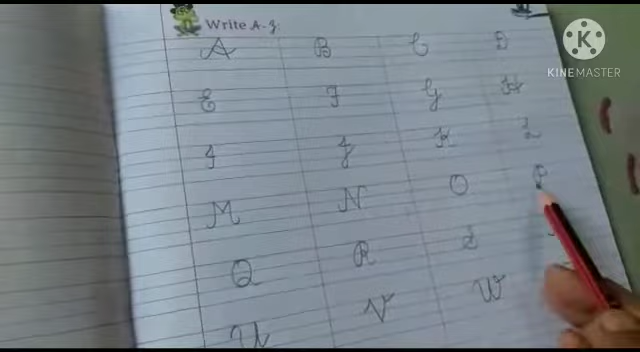 Write A-Z
A B C D
E F G H
I J K L
M N O P
Q R S
U V W
KINEMASTER